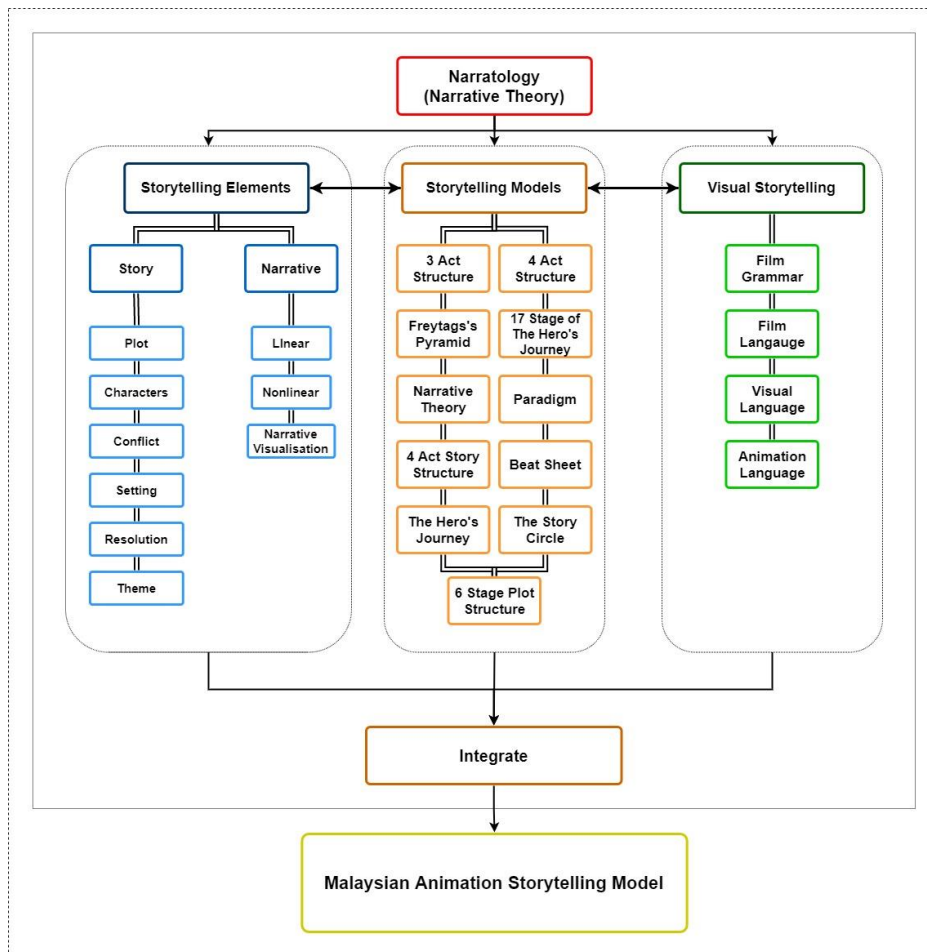 Narratology
(Narrative Theory)
Storytelling Elements
Storytelling Models
Visual Storytelling
Story
Narrative
Plot
Characters
Conflict
Setting
Resolution
Theme
LInear
Nonlinear
Narrative
Visualisation
3 Act
Structure
Freytags's
Pyramid
Narrative
Theory
4 Act Story
Structure
The Hero's
Journey
4 Act
Structure
17 Stage of
The Hero's
Journey
Paradigm
Beat Sheet
The Story
Circle
6 Stage Plot
Structure
Film
Grammar
Film
Langauge
Visual
Language
Animation
Language
Integrate
Malaysian Animation Storytelling Model